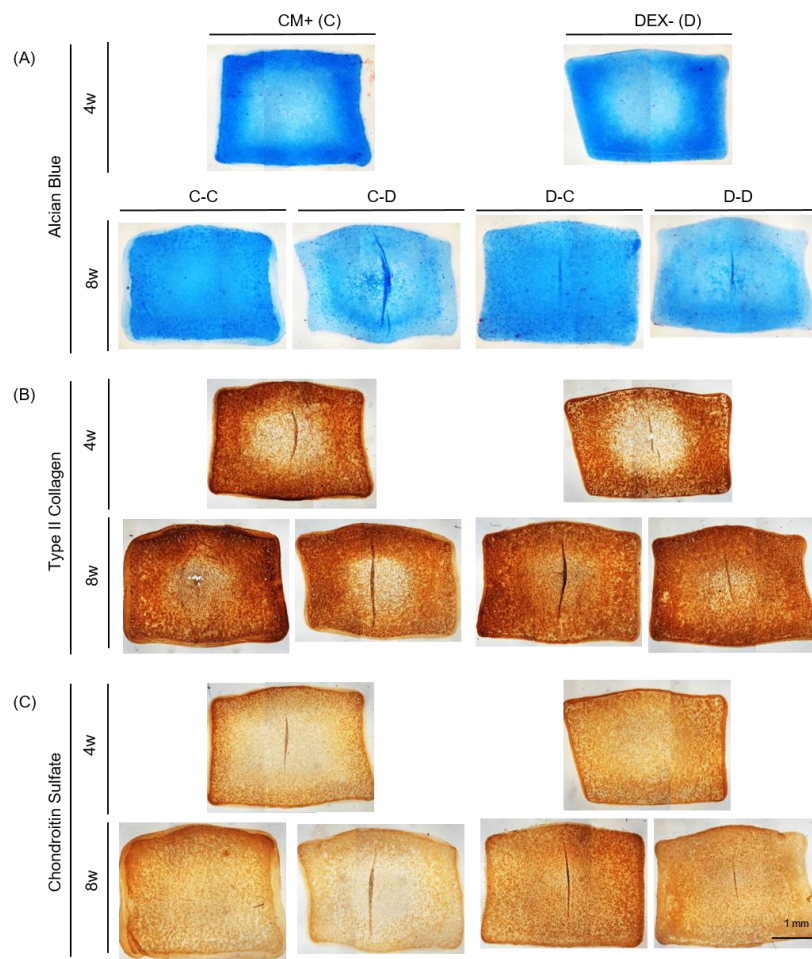 CM+ (C) DEX- (D)
(A)
4w
Alcian Blue
C-C C-D D-C D-D
8w
(B)
4w
Type II Collagen
8w
(C)
4w
Chondroitin Sulfate
8w
1 mm